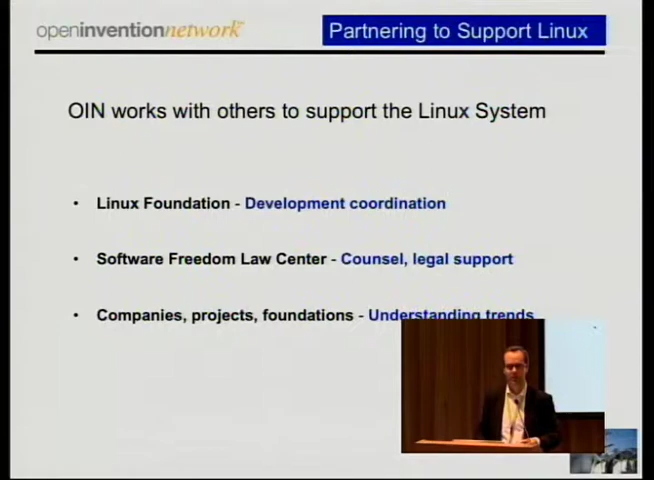 openinventionnetwork
Partnering to Support Linux
OIN works with others to support the Linux System
• Linux Foundation - Development coordination
• Software Freedom Law Center - Counsel, legal support
• Companies, projects, foundations - Understanding trends